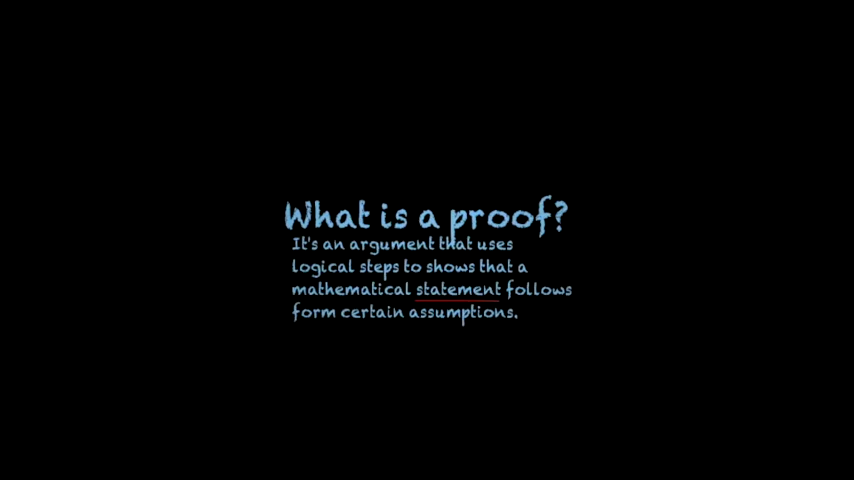 What is a proof?
It's an argument that uses
logical steps to shows that a
mathematical statement follows
form certain assumptions.